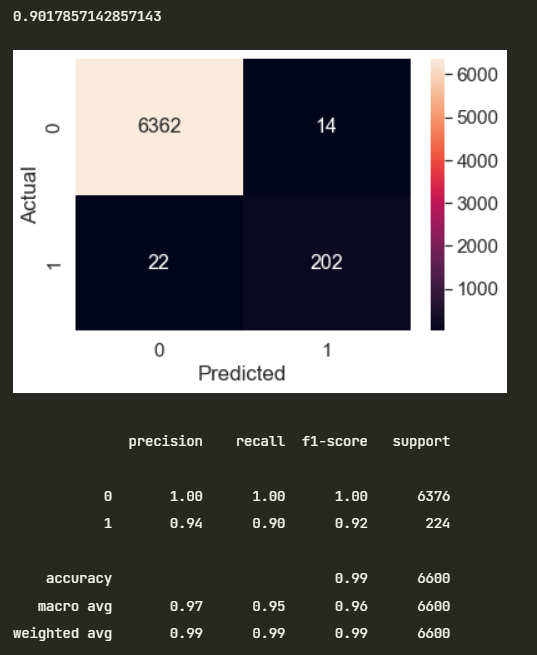 0.9017857142857143
6000
0 6362 14
5000
4000
Actual
3000
2000
1 22 202
1000
0 1
Predicted
precision recall f1-score support
0 1.00 1.00 1.00 6376
1 0.94 0.90 0.92 224
accuracy 0.99 6600
macro avg 0.97 0.95 0.96 6600
weighted avg 0.99 0.99 0.99 6600